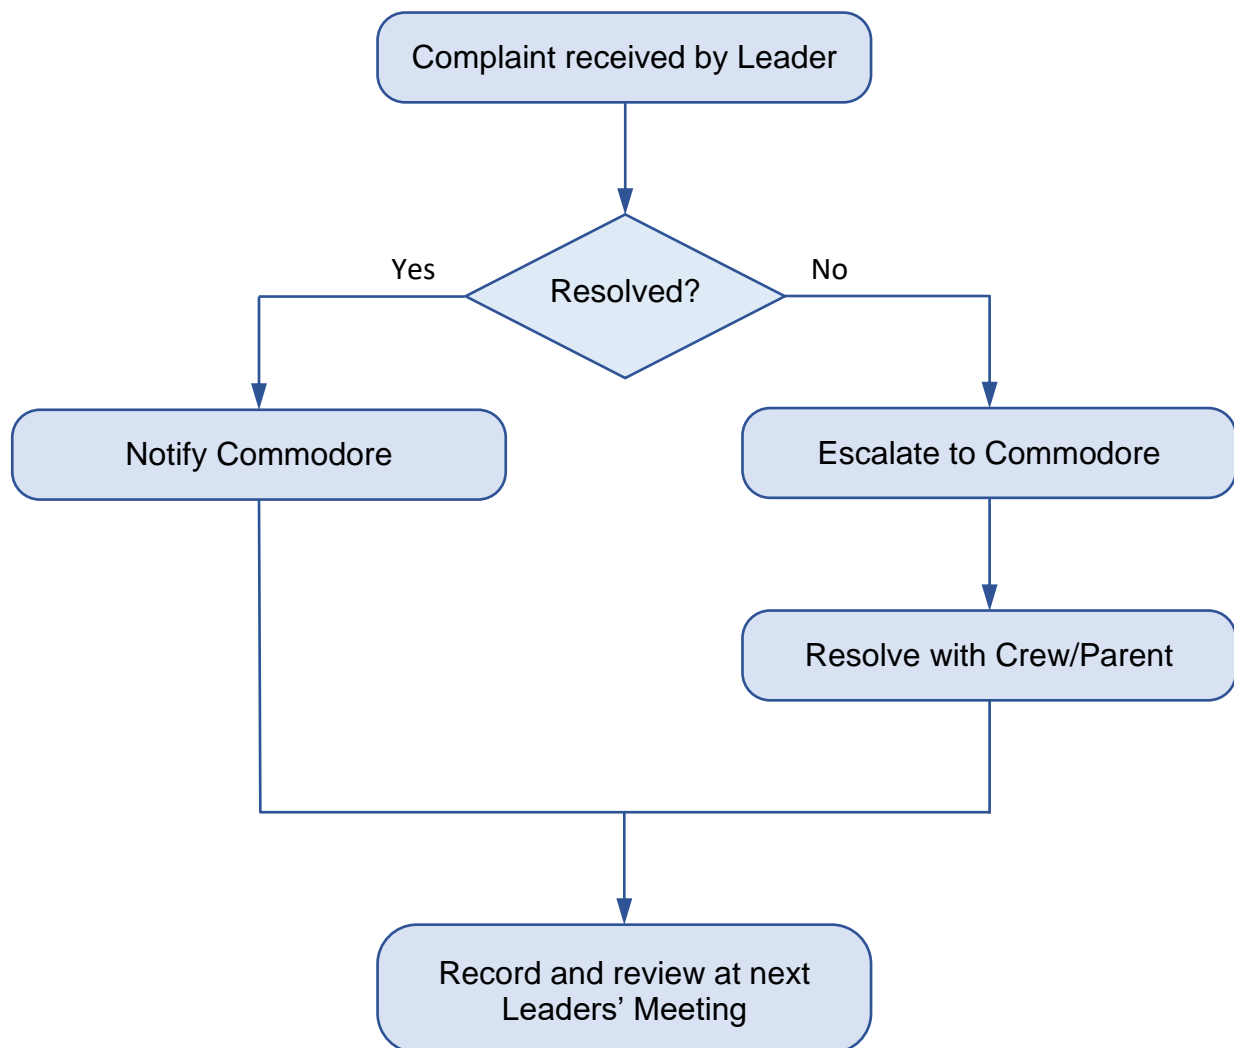 Complaint received by Leader
Yes
No
Resolved?
Notify Commodore
Escalate to Commodore
Resolve with Crew/Parent
Record and review at next
Leaders’ Meeting